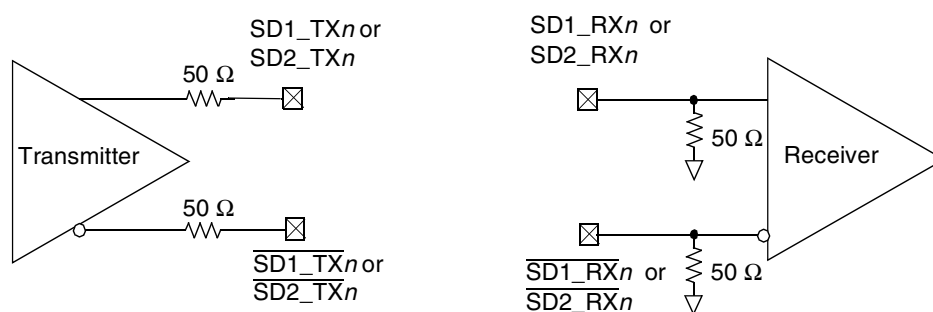 SD1_TXn or
SD2_TXn
50 Ω
Transmitter
50 Ω
SD1_TXn or
SD2_TXn
SD1_RXn or
SD2_RXn
50 Ω
Receiver
SD1_RXn or
SD2_RXn
50 Ω